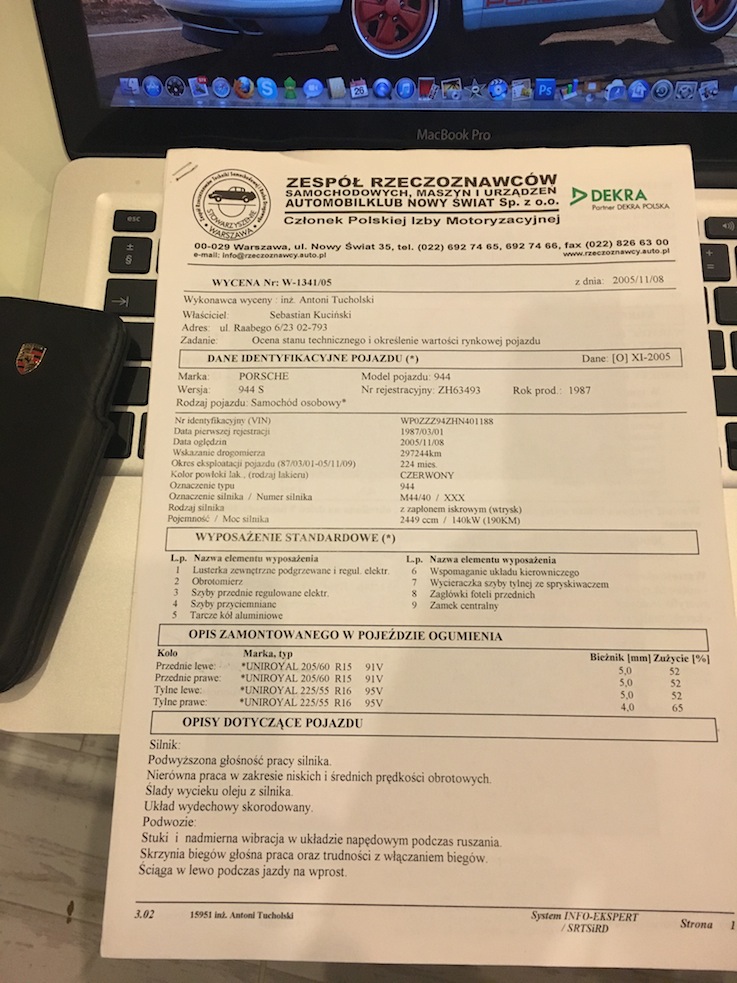 MacBook Pro
esc
ZESPÓŁ RZECZOZNAWCÓW
SAMOCHODOWYCH, MASZYN I URZĄDZEŃ
AUTOMOBILKLUB NOWY ŚWIAT Sp. z o.o.
Członek Polskiej Izby Motoryzacyjnej
STOWARZYSZENIE
WARSZAWA
DEKRA
Partner DEKRA POLSKA
00-029 Warszawa, ul. Nowy Świat 35, tel. (022) 692 74 65, 692 74 66, fax (022) 826 63 00
e-mail: info@rzeczoznawcy.auto.pl www.rzeczoznawcy.auto.pl
WYCENA Nr: W-1341/05 z dnia: 2005/11/08
Wykonawca wyceny : inż. Antoni Tucholski
Właściciel: Sebastian Kuciński
Adres: ul. Raabego 6/23 02-793
Zadanie: Ocena stanu technicznego i określenie wartości rynkowej pojazdu
DANE IDENTYFIKACYJNE POJAZDU (*) Dane: [O] XI-2005
Marka: PORSCHE Model pojazdu: 944
Wersja: 944 S Nr rejestracyjny: ZH63493 Rok prod.: 1987
Rodzaj pojazdu: Samochód osobowy*
Nr identyfikacyjny (VIN) WP0ZZZ94ZHN401188
Data pierwszej rejestracji 1987/03/01
Data oględzin 2005/11/08
Wskazanie drogomierza 297244km
Okres eksploatacji pojazdu (87/03/01-05/11/09) 224 mies.
Kolor powłoki lak., (rodzaj lakieru) CZERWONY
Oznaczenie typu 944
Oznaczenie silnika / Numer silnika M44/40 / XXX
Rodzaj silnika z zapłonem iskrowym (wtrysk)
Pojemność / Moc silnika 2449 ccm / 140kW (190KM)
WYPOSAŻENIE STANDARDOWE (*)
L.p. Nazwa elementu wyposażenia L.p. Nazwa elementu wyposażenia
1 Lusterka zewnętrzne podgrzewane i regul. elektr. 6 Wspomaganie układu kierowniczego
2 Obrotomierz 7 Wycieraczka szyby tylnej ze spryskiwaczem
3 Szyby przednie regulowane elektr. 8 Zagłówki foteli przednich
4 Szyby przyciemniane 9 Zamek centralny
5 Tarcze kół aluminiowe
OPIS ZAMONTOWANEGO W POJEŹDZIE OGUMIENIA
Koło Marka, typ Bieżnik [mm] Zużycie [%]
Przednie lewe: *UNIROYAL 205/60 R15 91V 5,0 52
Przednie prawe: *UNIROYAL 205/60 R15 91V 5,0 52
Tylne lewe: *UNIROYAL 225/55 R16 95V 5,0 52
Tylne prawe: *UNIROYAL 225/55 R16 95V 4,0 65
OPISY DOTYCZĄCE POJAZDU
Silnik:
Podwyższona głośność pracy silnika.
Nierówna praca w zakresie niskich i średnich prędkości obrotowych.
Ślady wycieku oleju z silnika.
Układ wydechowy skorodowany.
Podwozie:
Stuki i nadmierna wibracja w układzie napędowym podczas ruszania.
Skrzynia biegów głośna praca oraz trudności z włączaniem biegów.
Ściąga w lewo podczas jazdy na wprost.
3.02 15951 inż. Antoni Tucholski System INFO-EKSPERT Strona 1
/ SRTSiRD